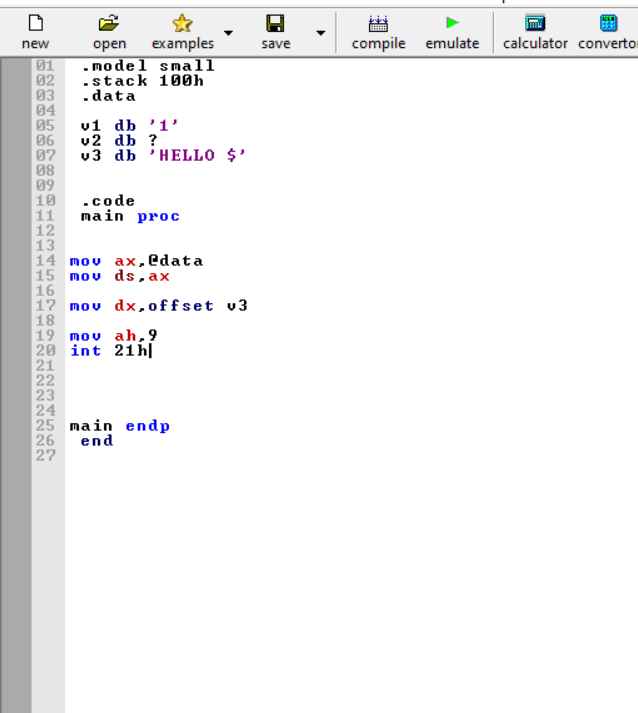 new open examples save compile emulate calculator convertor
01 .model small
02 .stack 100h
03 .data
04
05 v1 db '1'
06 v2 db ?
07 v3 db 'HELLO $'
08
09
10 .code
11 main proc
12
13
14 mov ax,@data
15 mov ds,ax
16
17 mov dx,offset v3
18
19 mov ah,9
20 int 21h
21
22
23
24
25 main endp
26 end
27